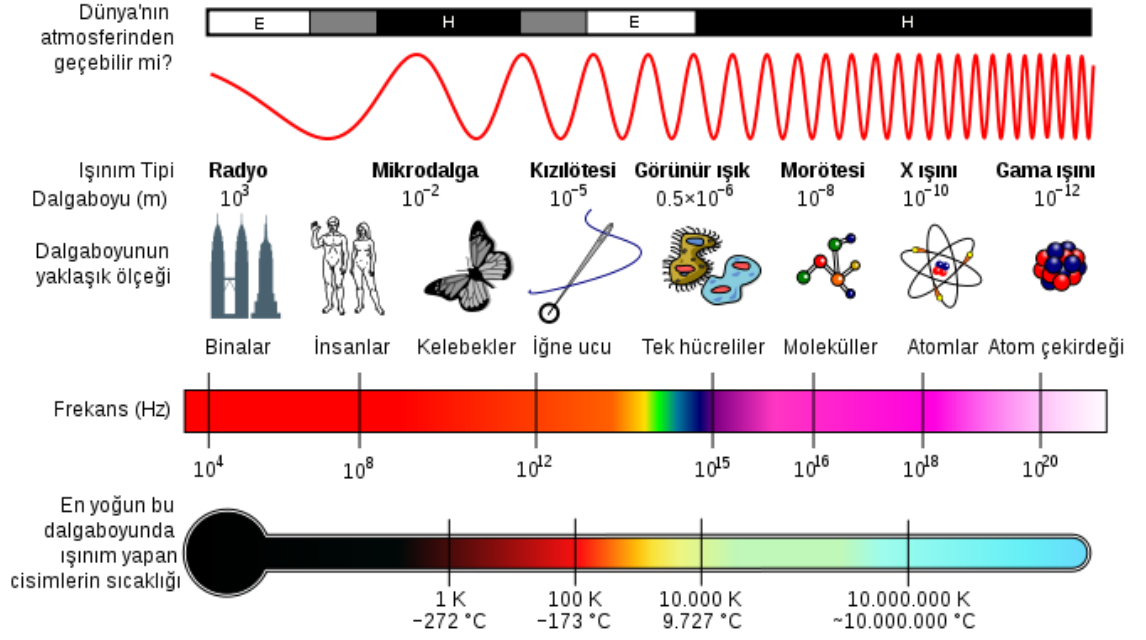 Dünya'nın
atmosferinden
geçebilir mi?
E H E H
Işınım Tipi Radyo Mikrodalga Kızılötesi Görünür ışık Morötesi X ışını Gama ışını
Dalgaboyu (m) 10³ 10⁻² 10⁻⁵ 0.5×10⁻⁶ 10⁻⁸ 10⁻¹⁰ 10⁻¹²
Dalgaboyunun
yaklaşık ölçeği
Binalar İnsanlar Kelebekler İğne ucu Tek hücreliler Moleküller Atomlar Atom çekirdeği
Frekans (Hz)
10⁴ 10⁸ 10¹² 10¹⁵ 10¹⁶ 10¹⁸ 10²⁰
En yoğun bu
dalgaboyunda
ışınım yapan
cisimlerin sıcaklığı
1 K 100 K 10.000 K 10.000.000 K
−272 °C −173 °C 9.727 °C ~10.000.000 °C